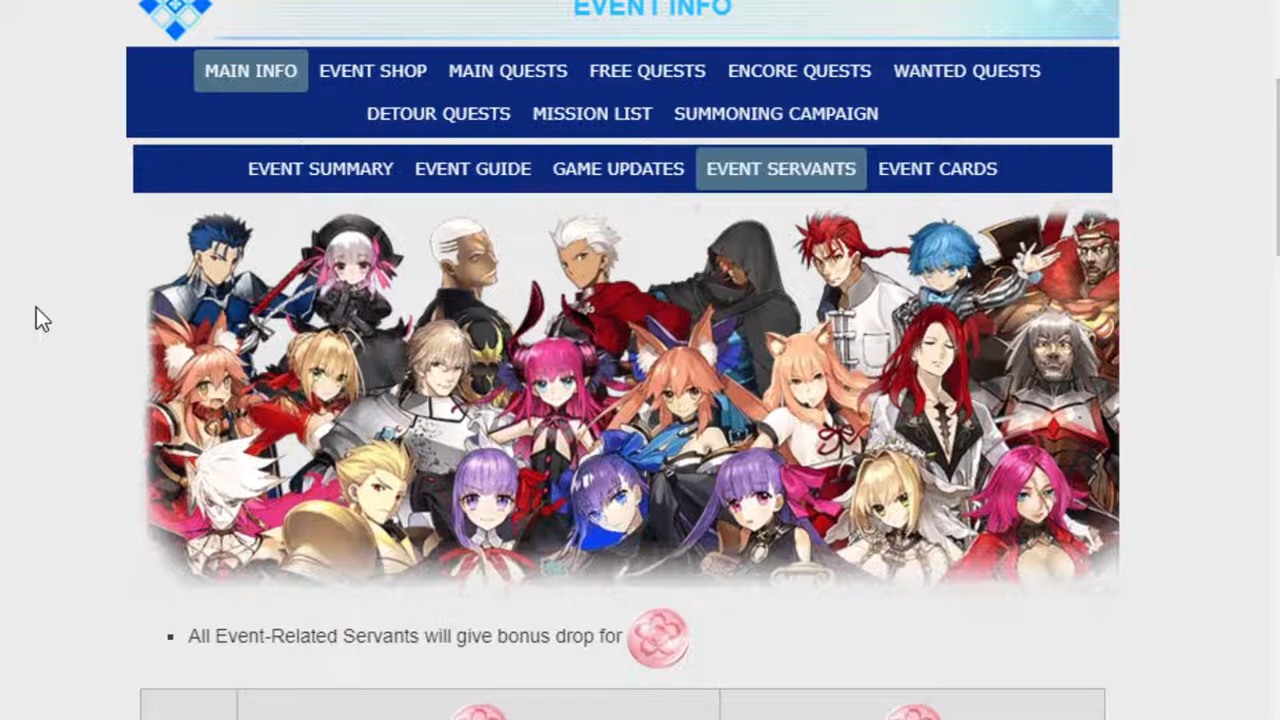 EVENT INFO
MAIN INFO EVENT SHOP MAIN QUESTS FREE QUESTS ENCORE QUESTS WANTED QUESTS
DETOUR QUESTS MISSION LIST SUMMONING CAMPAIGN
EVENT SUMMARY EVENT GUIDE GAME UPDATES EVENT SERVANTS EVENT CARDS
▪ All Event-Related Servants will give bonus drop for